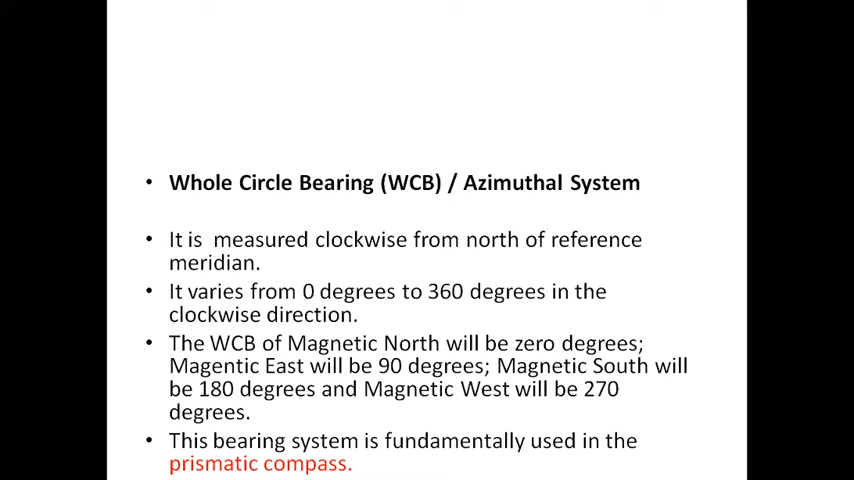 • Whole Circle Bearing (WCB) / Azimuthal System
• It is  measured clockwise from north of reference
meridian.
• It varies from 0 degrees to 360 degrees in the
clockwise direction.
• The WCB of Magnetic North will be zero degrees;
Magentic East will be 90 degrees; Magnetic South will
be 180 degrees and Magnetic West will be 270
degrees.
• This bearing system is fundamentally used in the
prismatic compass.